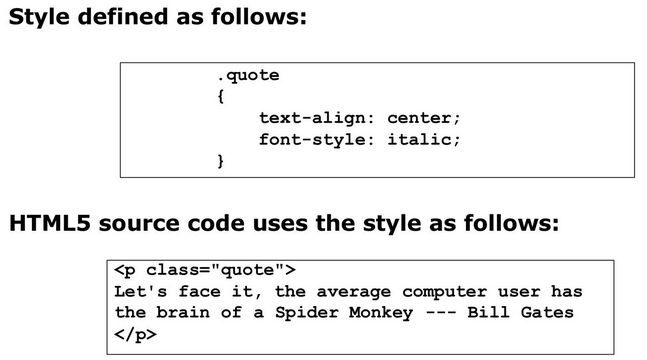 Style defined as follows:
.quote
{
text-align: center;
font-style: italic;
}
HTML5 source code uses the style as follows:
<p class="quote">
Let's face it, the average computer user has
the brain of a Spider Monkey --- Bill Gates
</p>